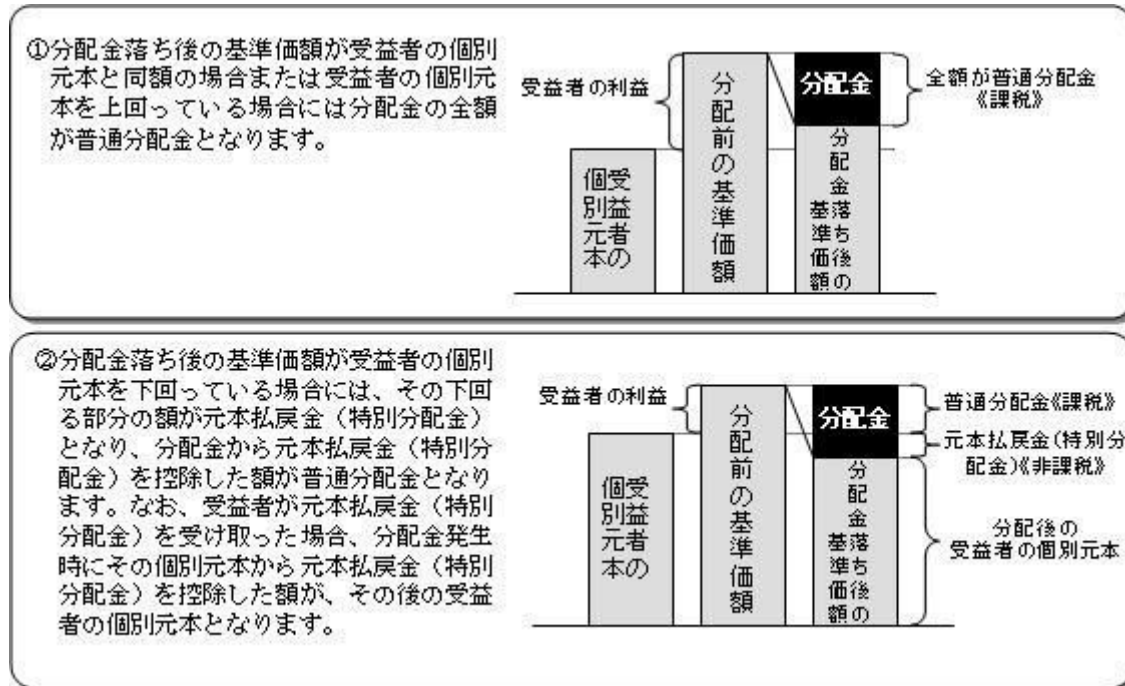 ①分配金落ち後の基準価額が受益者の個別
元本と同額の場合または受益者の個別元
本を上回っている場合には分配金の全額
が普通分配金となります。
受益者の利益
受益者の
個別元本
分配前の基準価額
分配金
分配金落ち後の
基準価額
全額が普通分配金
《課税》
②分配金落ち後の基準価額が受益者の個別
元本を下回っている場合には、その下回
る部分の額が元本払戻金（特別分配金）
となり、分配金から元本払戻金（特別分
配金）を控除した額が普通分配金となり
ます。なお、受益者が元本払戻金（特別
分配金）を受け取った場合、分配金発生
時にその個別元本から元本払戻金（特別
分配金）を控除した額が、その後の受益
者の個別元本となります。
受益者の利益
受益者の
個別元本
分配前の基準価額
分配金
分配金落ち後の
基準価額
普通分配金《課税》
元本払戻金(特別分
配金)《非課税》
分配後の
受益者の個別元本